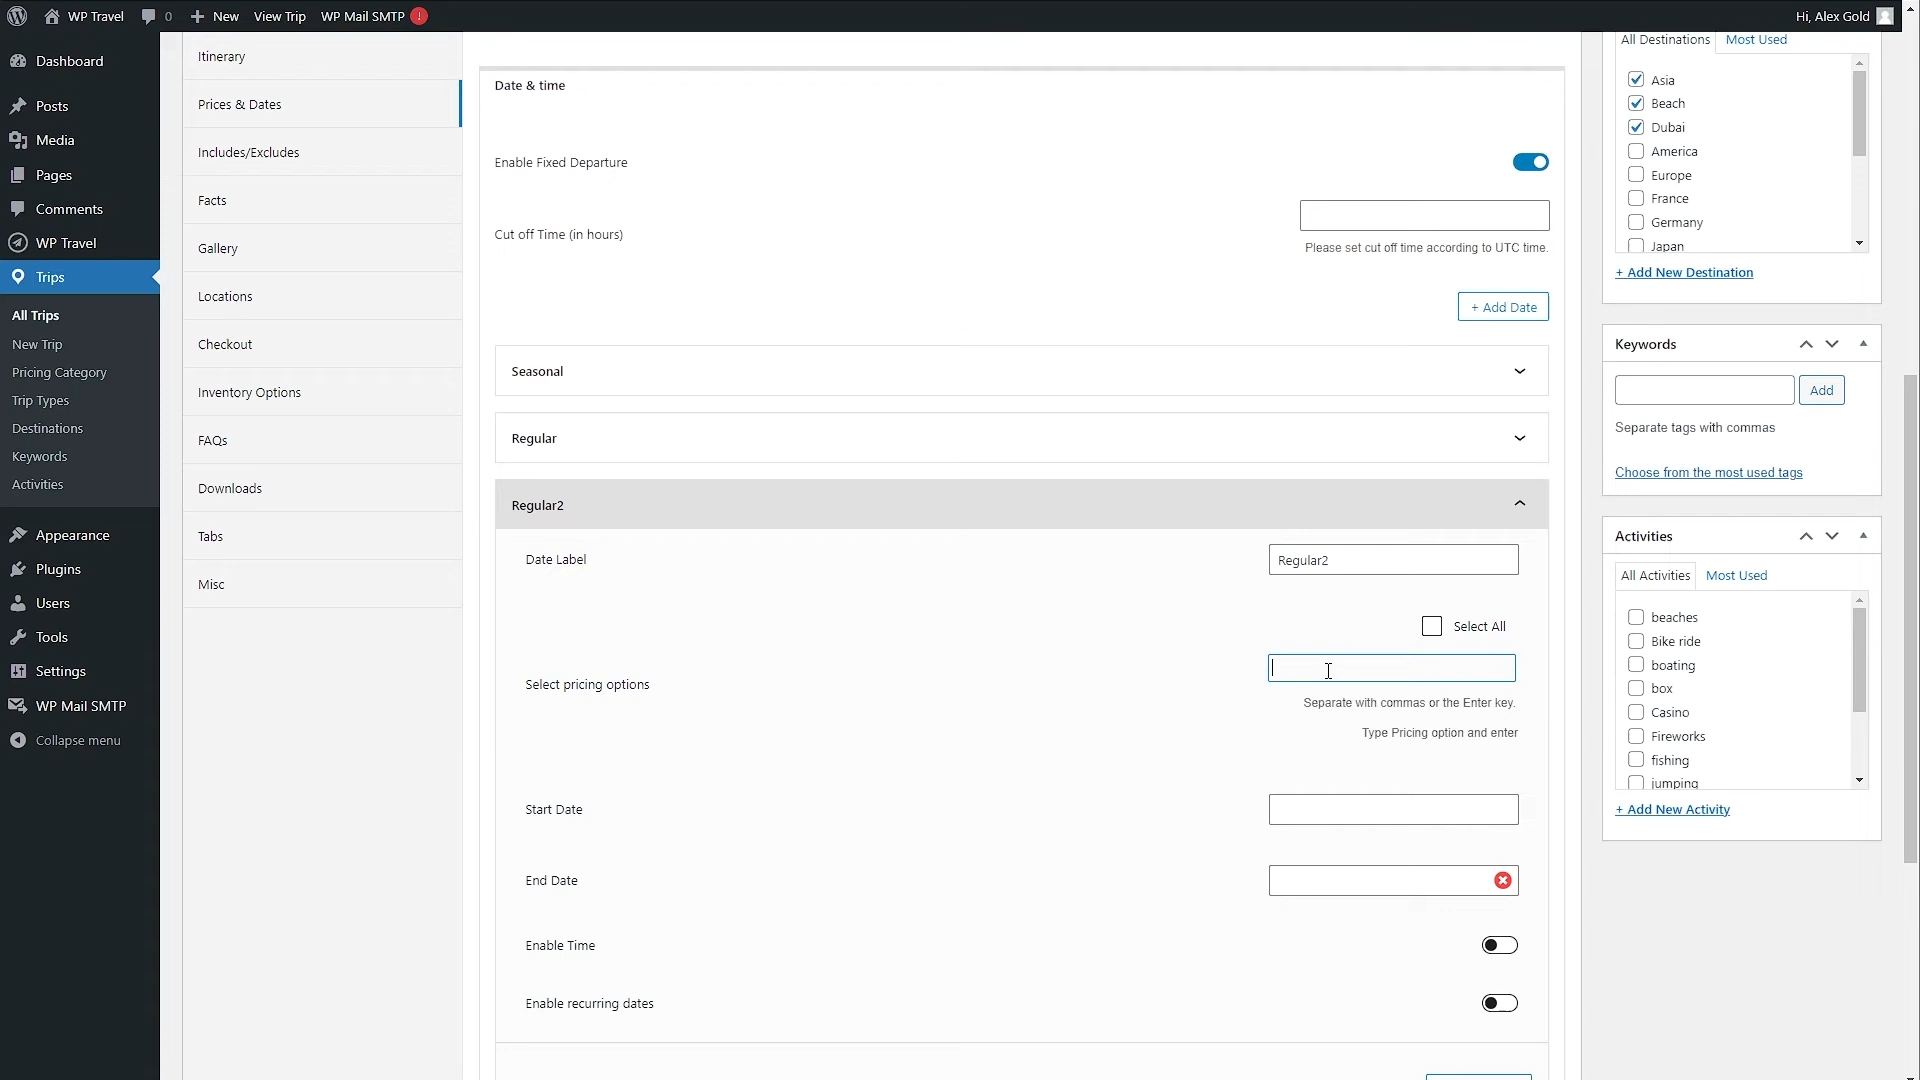 WP Travel 0 New View Trip WP Mail SMTP ! Hi, Alex Gold
Dashboard
Posts
Media
Pages
Comments
WP Travel
Trips
All Trips
New Trip
Pricing Category
Trip Types
Destinations
Keywords
Activities
Appearance
Plugins
Users
Tools
Settings
WP Mail SMTP
Collapse menu
Itinerary
Prices & Dates
Includes/Excludes
Facts
Gallery
Locations
Checkout
Inventory Options
FAQs
Downloads
Tabs
Misc
Date & time
Enable Fixed Departure
Cut off Time (in hours)
Please set cut off time according to UTC time.
+ Add Date
Seasonal
Regular
Regular2
Date Label Regular2
Select All
Select pricing options
Separate with commas or the Enter key.
Type Pricing option and enter
Start Date
End Date
Enable Time
Enable recurring dates
All Destinations Most Used
Asia
Beach
Dubai
America
Europe
France
Germany
Japan
+ Add New Destination
Keywords
Add
Separate tags with commas
Choose from the most used tags
Activities
All Activities Most Used
beaches
Bike ride
boating
box
Casino
Fireworks
fishing
jumping
+ Add New Activity